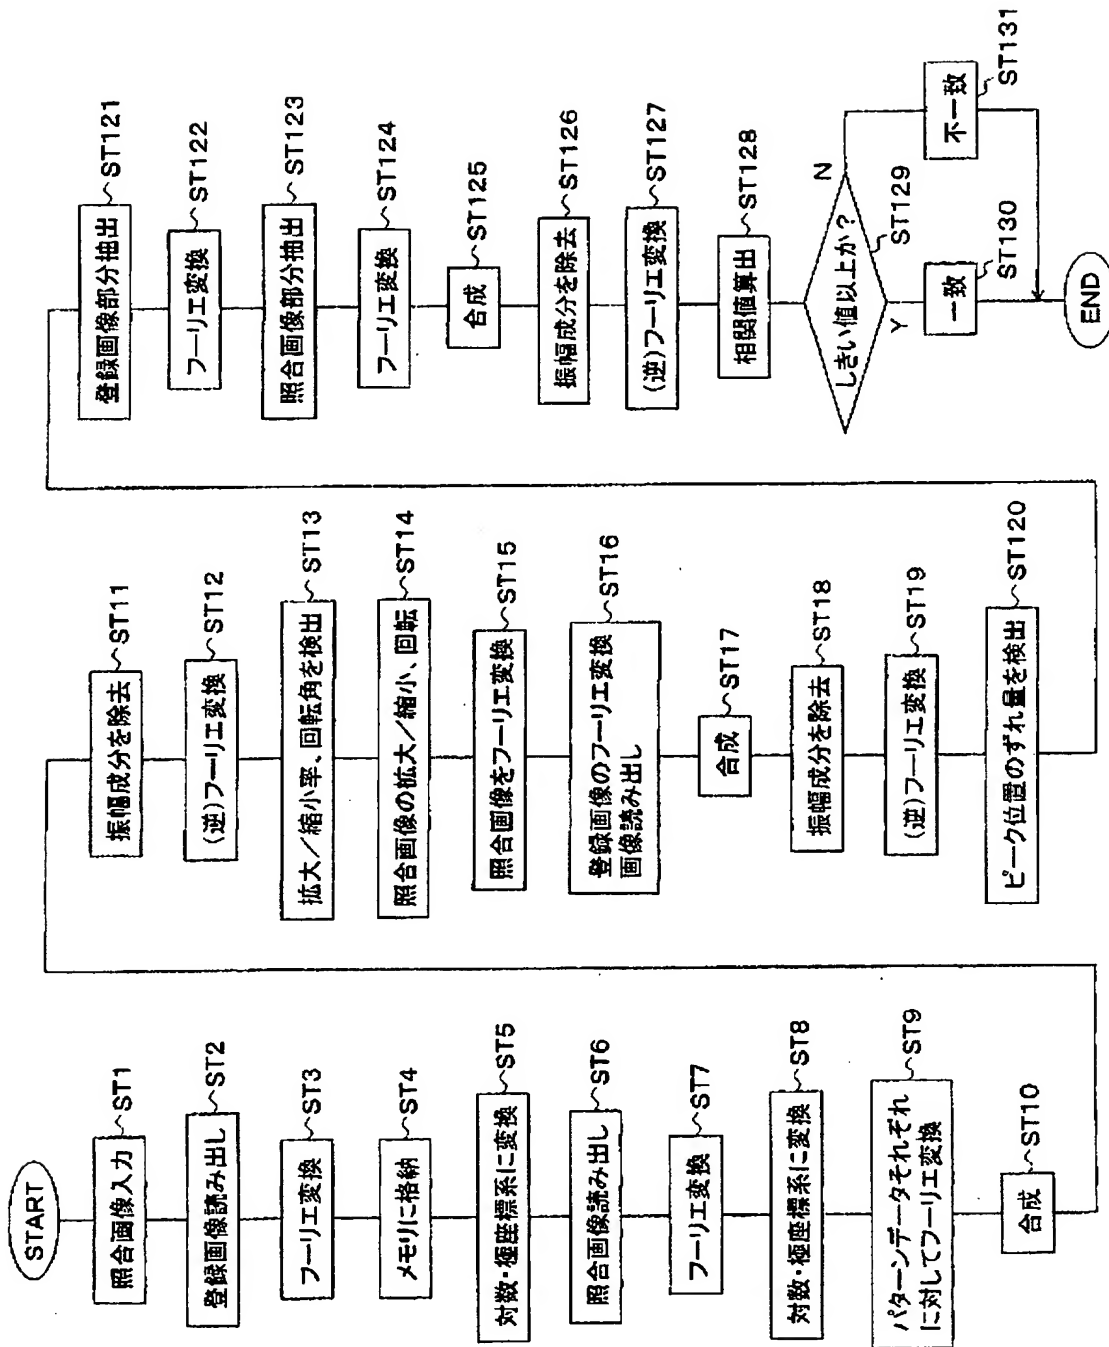 START
照合画像入力
ST1
登録画像読み出し
ST2
フーリエ変換
ST3
メモリに格納
ST4
対数・極座標系に変換
ST5
照合画像読み出し
ST6
フーリエ変換
ST7
対数・極座標系に変換
ST8
パターンデータそれぞれ
に対してフーリエ変換
ST9
合成
ST10
振幅成分を除去
ST11
(逆)フーリエ変換
ST12
拡大/縮小率、回転角を検出
ST13
照合画像の拡大/縮小、回転
ST14
照合画像をフーリエ変換
ST15
登録画像のフーリエ変換
画像読み出し
ST16
合成
ST17
振幅成分を除去
ST18
(逆)フーリエ変換
ST19
ピーク位置のずれ量を検出
ST120
登録画像部分抽出
ST121
フーリエ変換
ST122
照合画像部分抽出
ST123
フーリエ変換
ST124
合成
ST125
振幅成分を除去
ST126
(逆)フーリエ変換
ST127
相関値算出
ST128
しきい値以上か?
ST129
N
Y
一致
ST130
不一致
ST131
END